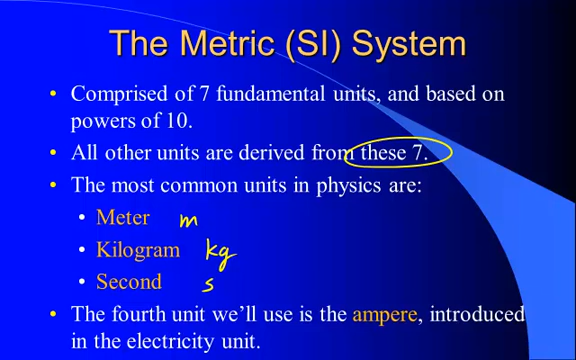 The Metric (SI) System
• Comprised of 7 fundamental units, and based on
powers of 10.
• All other units are derived from these 7.
• The most common units in physics are:
• Meter m
• Kilogram kg
• Second s
• The fourth unit we'll use is the ampere, introduced
in the electricity unit.